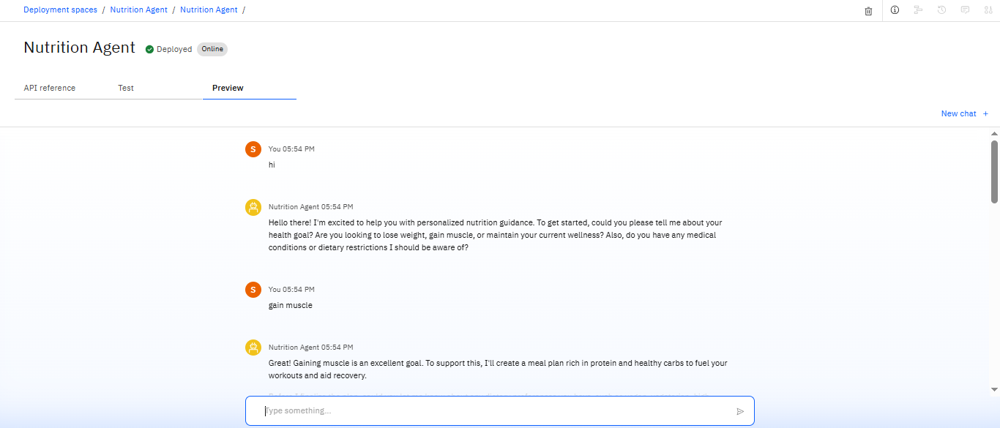 Deployment spaces / Nutrition Agent / Nutrition Agent /
Nutrition Agent Deployed Online
API reference Test Preview
New chat +
S You 05:54 PM
hi
Nutrition Agent 05:54 PM
Hello there! I'm excited to help you with personalized nutrition guidance. To get started, could you please tell me about your
health goal? Are you looking to lose weight, gain muscle, or maintain your current wellness? Also, do you have any medical
conditions or dietary restrictions I should be aware of?
S You 05:54 PM
gain muscle
Nutrition Agent 05:54 PM
Great! Gaining muscle is an excellent goal. To support this, I'll create a meal plan rich in protein and healthy carbs to fuel your
workouts and aid recovery.
Type something...